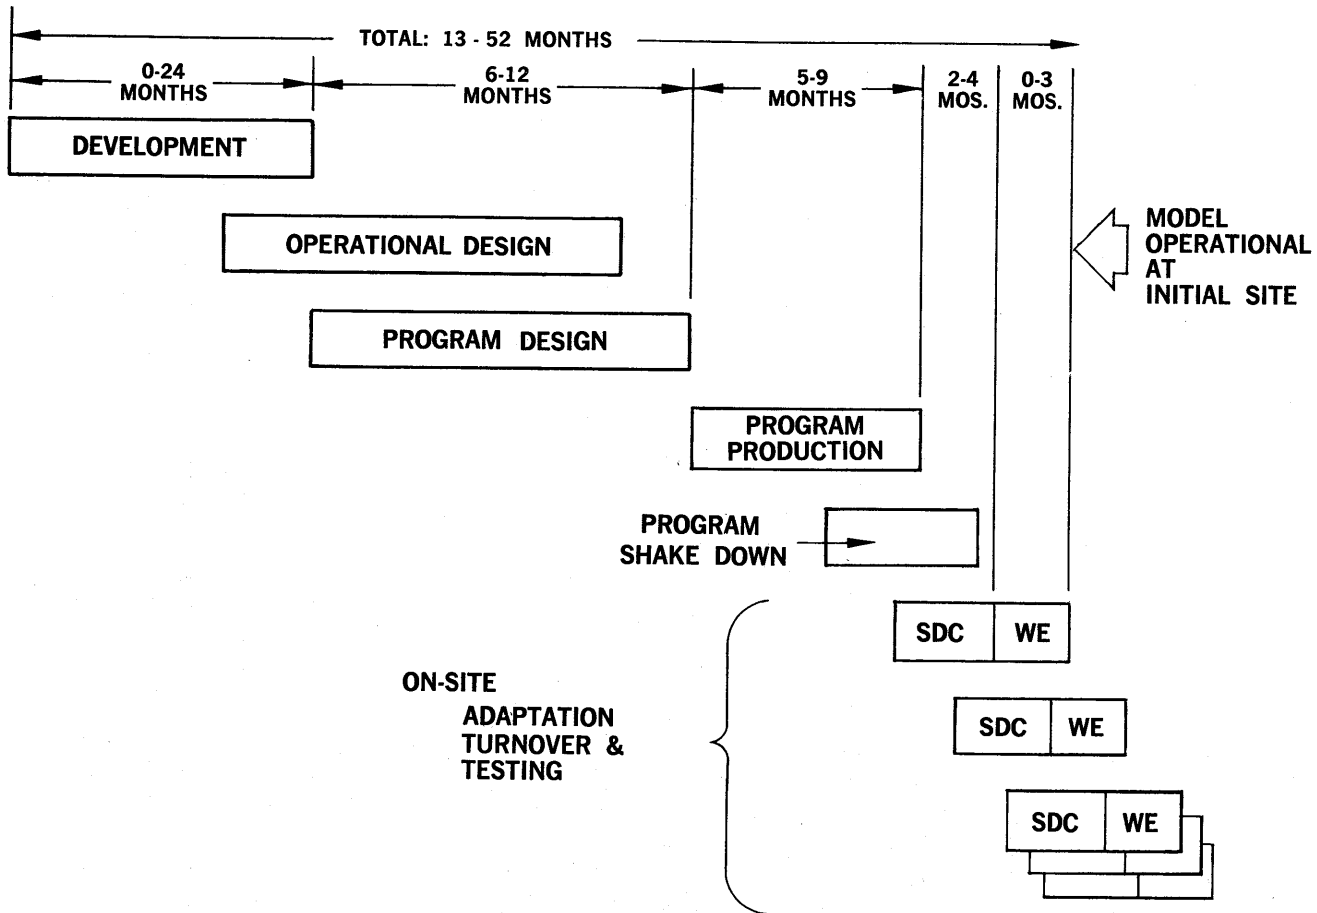 TOTAL: 13 - 52 MONTHS
0-24
MONTHS
6-12
MONTHS
5-9
MONTHS
2-4
MOS.
0-3
MOS.
DEVELOPMENT
OPERATIONAL DESIGN
MODEL
OPERATIONAL
AT
INITIAL SITE
PROGRAM DESIGN
PROGRAM
PRODUCTION
PROGRAM
SHAKE DOWN
SDC
WE
ON-SITE
ADAPTATION
TURNOVER &
TESTING
SDC
WE
SDC
WE